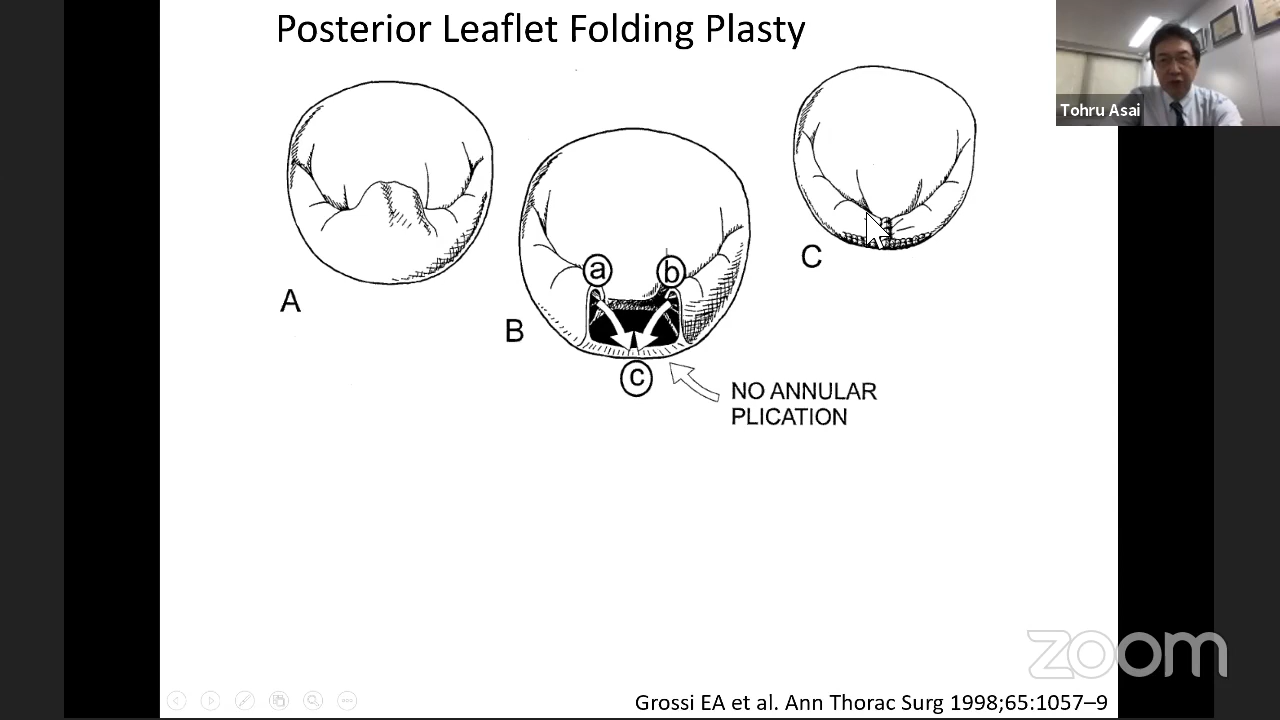 Posterior Leaflet Folding Plasty
Tohru Asai
A
B
C
a
b
c
NO ANNULAR
PLICATION
zoom
Grossi EA et al. Ann Thorac Surg 1998;65:1057–9